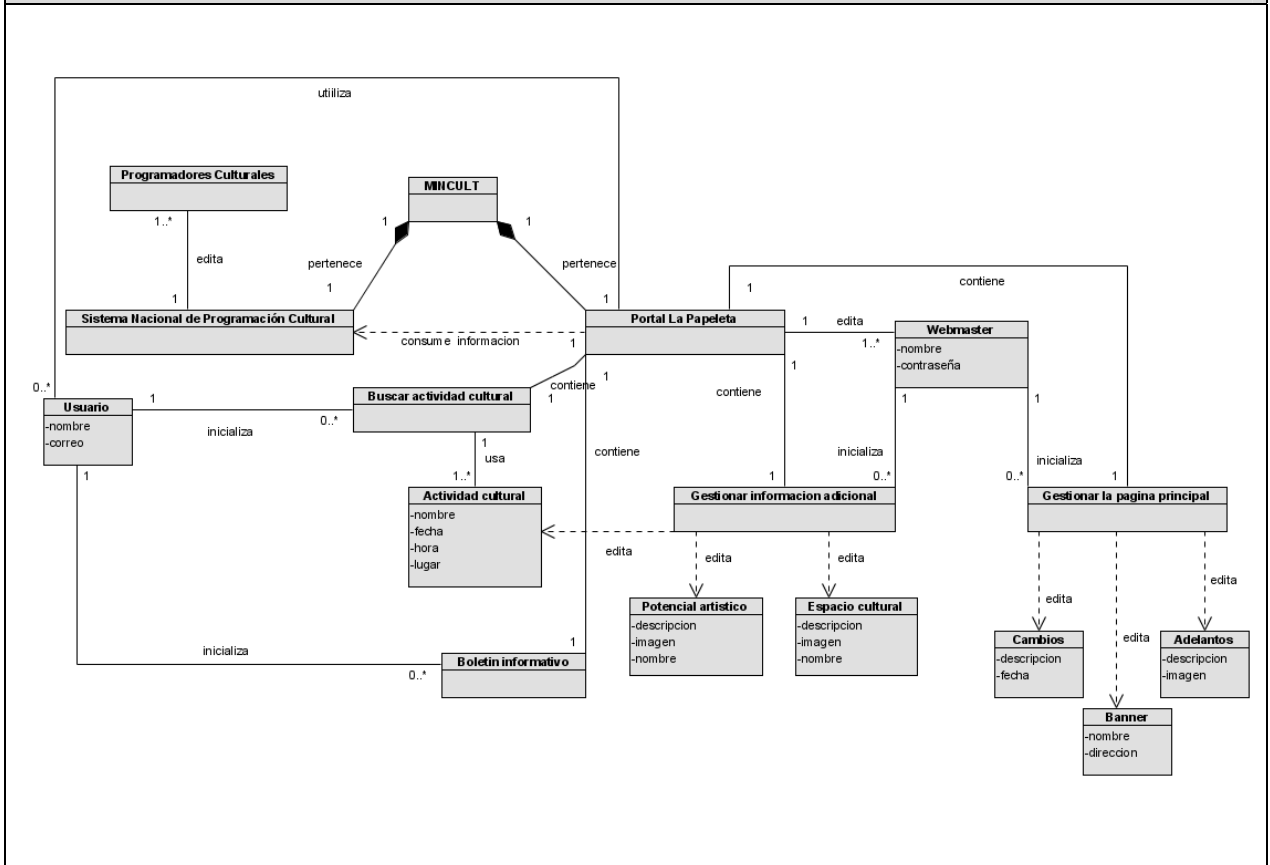 utiiliza
Programadores Culturales
MINCULT
1..*
1
1
edita
pertenece
pertenece
contiene
1
1
1
1
1
Sistema Nacional de Programación Cultural
Portal La Papeleta
1
edita
Webmaster
consume informacion
1
1..*
-nombre
-contraseña
1
1
0..*
contiene
contiene
Usuario
1
Buscar actividad cultural
1
1
1
-nombre
-correo
inicializa
0..*
1
usa
contiene
inicializa
inicializa
1
1..*
1
0..*
0..*
1
Actividad cultural
Gestionar informacion adicional
Gestionar la pagina principal
-nombre
-fecha
-hora
-lugar
edita
edita
edita
edita
edita
edita
Potencial artistico
Espacio cultural
-descripcion
-imagen
-nombre
-descripcion
-imagen
-nombre
Cambios
Adelantos
-descripcion
-fecha
-descripcion
-imagen
inicializa
1
Boletin informativo
0..*
Banner
-nombre
-direccion